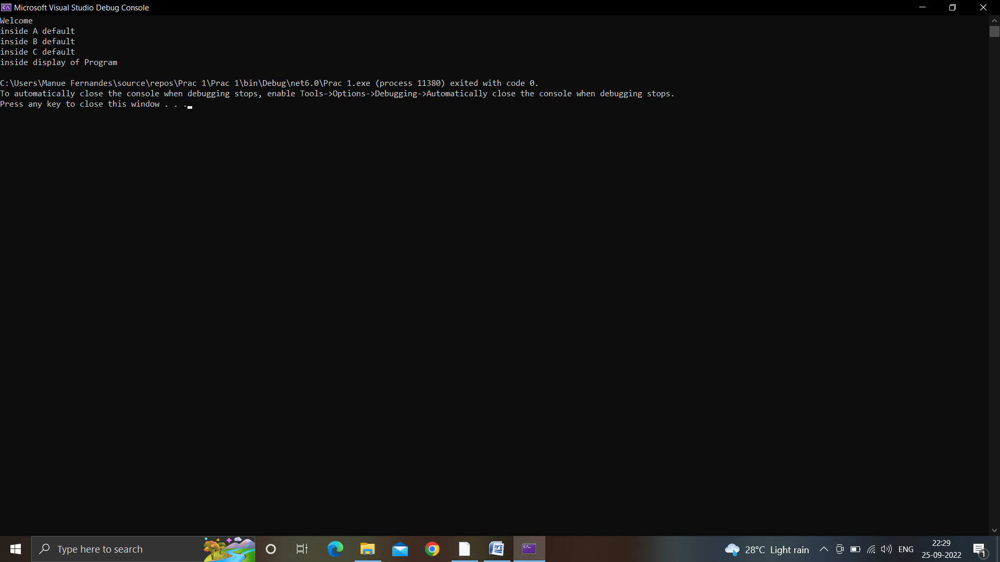 Microsoft Visual Studio Debug Console
Welcome
inside A default
inside B default
inside C default
inside display of Program
C:\Users\Manue Fernandes\source\repos\Prac 1\Prac 1\bin\Debug\net6.0\Prac 1.exe (process 11380) exited with code 0.
To automatically close the console when debugging stops, enable Tools->Options->Debugging->Automatically close the console when debugging stops.
Press any key to close this window . . .
Type here to search
28°C Light rain
ENG
22:29
25-09-2022
1